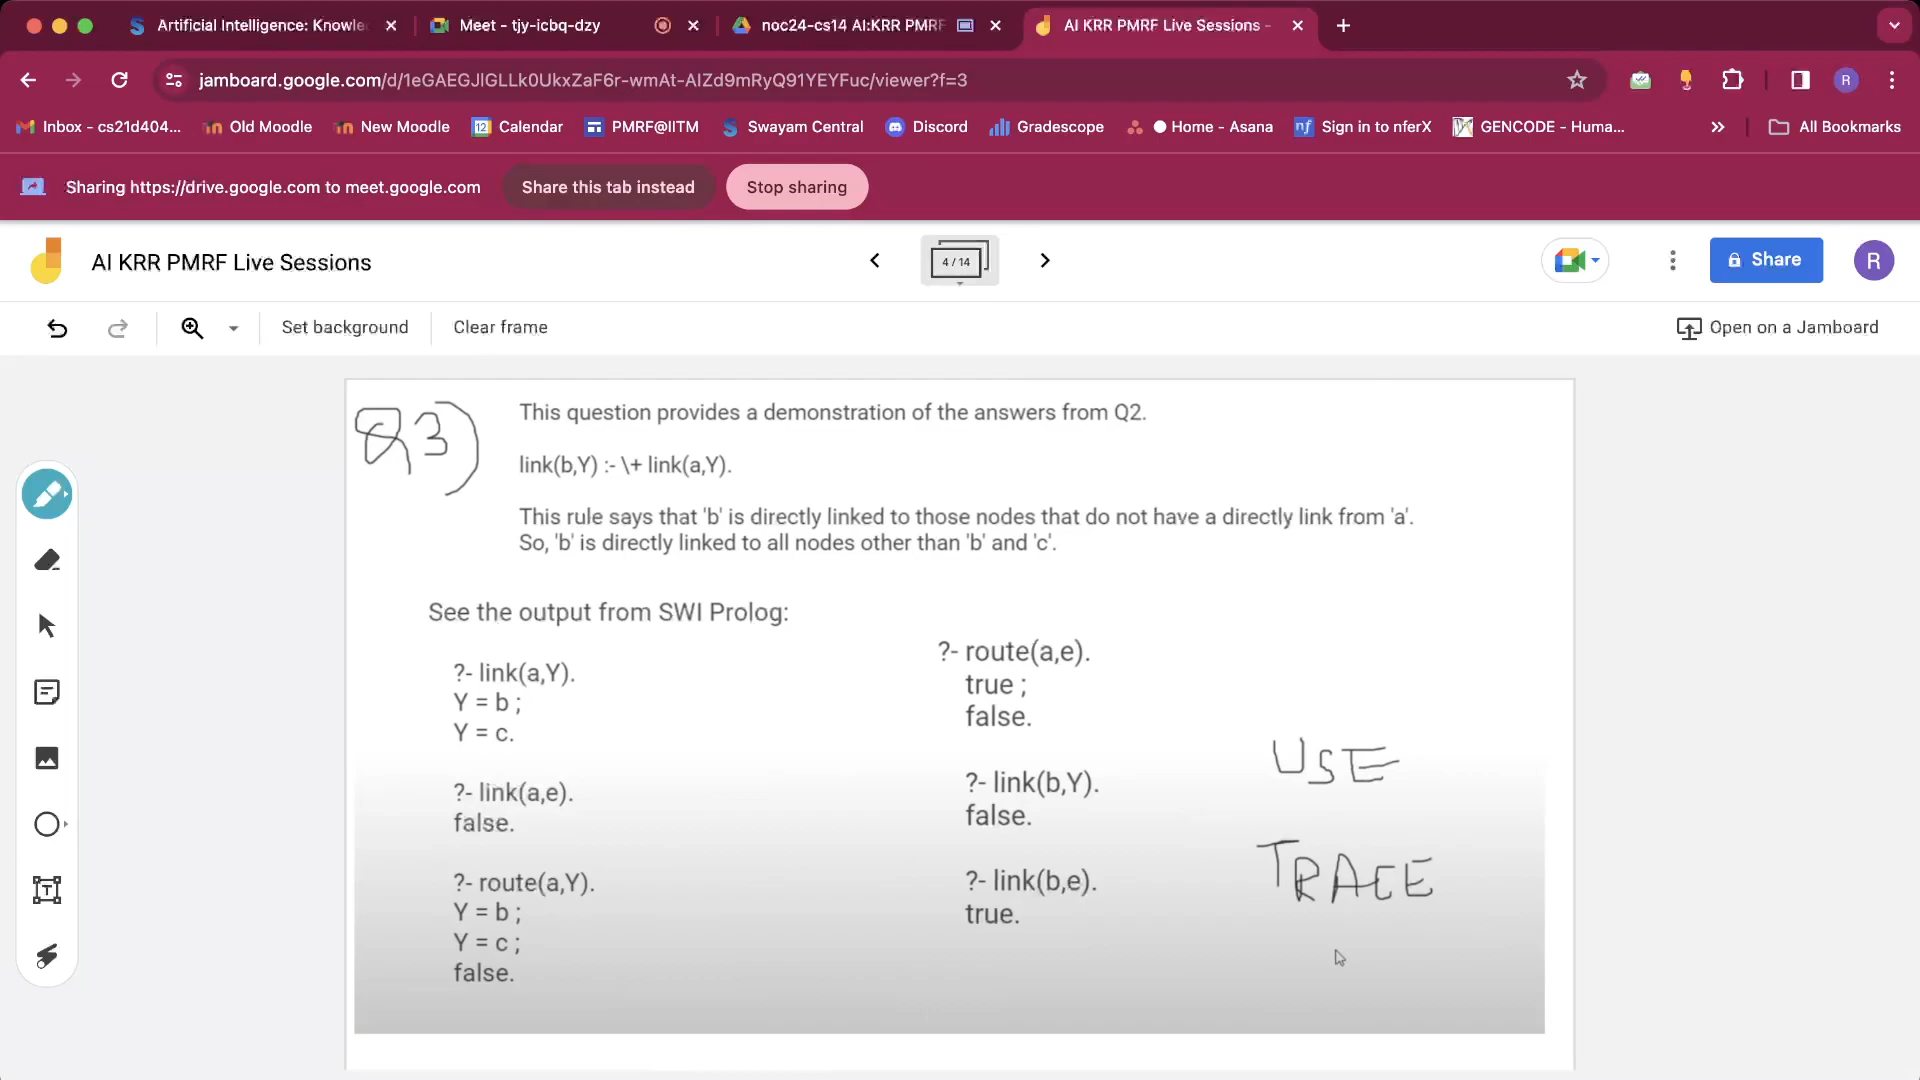 Artificial Intelligence: Knowle
Meet - tjy-icbq-dzy
noc24-cs14 AI:KRR PMRF
AI KRR PMRF Live Sessions -
jamboard.google.com/d/1eGAEGJlGLLk0UkxZaF6r-wmAt-AIZd9mRyQ91YEYFuc/viewer?f=3
R
Inbox - cs21d404...
Old Moodle
New Moodle
12
Calendar
PMRF@IITM
Swayam Central
Discord
Gradescope
Home - Asana
nf
Sign in to nferX
GENCODE - Huma...
All Bookmarks
Sharing https://drive.google.com to meet.google.com
Share this tab instead
Stop sharing
AI KRR PMRF Live Sessions
4 / 14
Share
R
Set background
Clear frame
Open on a Jamboard
Q3)
This question provides a demonstration of the answers from Q2.
link(b,Y) :- \+ link(a,Y).
This rule says that 'b' is directly linked to those nodes that do not have a directly link from 'a'.
So, 'b' is directly linked to all nodes other than 'b' and 'c'.
See the output from SWI Prolog:
?- link(a,Y).
Y = b ;
Y = c.
?- link(a,e).
false.
?- route(a,Y).
Y = b ;
Y = c ;
false.
?- route(a,e).
true ;
false.
?- link(b,Y).
false.
?- link(b,e).
true.
USE
TRACE